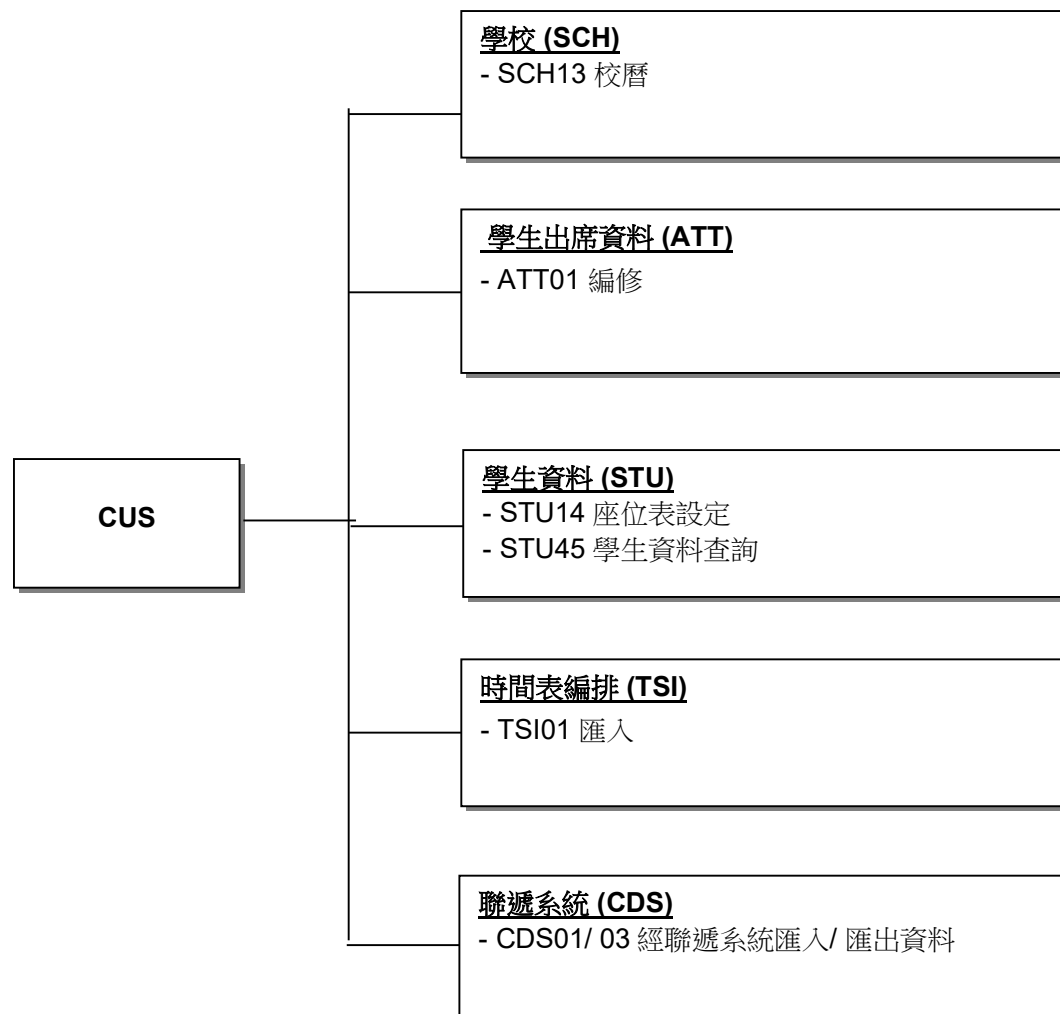 學校 (SCH)
- SCH13 校曆
學生出席資料 (ATT)
- ATT01 編修
CUS
學生資料 (STU)
- STU14 座位表設定
- STU45 學生資料查詢
時間表編排 (TSI)
- TSI01 匯入
聯遞系統 (CDS)
- CDS01/ 03 經聯遞系統匯入/ 匯出資料